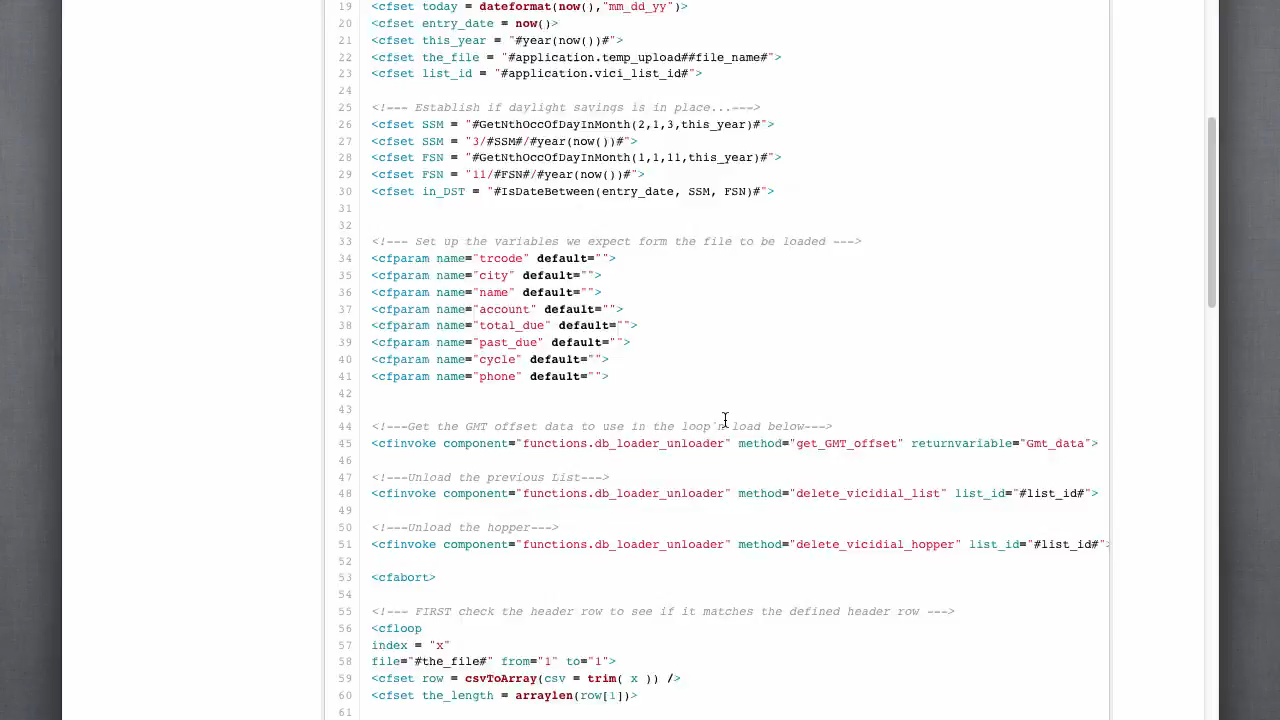 19 <cfset today = dateformat(now(),"mm_dd_yy")>
20 <cfset entry_date = now()>
21 <cfset this_year = "#year(now())#">
22 <cfset the_file = "#application.temp_upload##file_name#">
23 <cfset list_id = "#application.vici_list_id#">
24
25 <!--- Establish if daylight savings is in place...--->
26 <cfset SSM = "#GetNthOccOfDayInMonth(2,1,3,this_year)#">
27 <cfset SSM = "3/#SSM#/#year(now())#">
28 <cfset FSN = "#GetNthOccOfDayInMonth(1,1,11,this_year)#">
29 <cfset FSN = "11/#FSN#/#year(now())#">
30 <cfset in_DST = "#IsDateBetween(entry_date, SSM, FSN)#">
31
32
33 <!--- Set up the variables we expect form the file to be loaded --->
34 <cfparam name="trcode" default="">
35 <cfparam name="city" default="">
36 <cfparam name="name" default="">
37 <cfparam name="account" default="">
38 <cfparam name="total_due" default="">
39 <cfparam name="past_due" default="">
40 <cfparam name="cycle" default="">
41 <cfparam name="phone" default="">
42
43
44 <!---Get the GMT offset data to use in the loop'n load below--->
45 <cfinvoke component="functions.db_loader_unloader" method="get_GMT_offset" returnvariable="Gmt_data">
46
47 <!---Unload the previous List--->
48 <cfinvoke component="functions.db_loader_unloader" method="delete_vicidial_list" list_id="#list_id#">
49
50 <!---Unload the hopper--->
51 <cfinvoke component="functions.db_loader_unloader" method="delete_vicidial_hopper" list_id="#list_id#">
52
53 <cfabort>
54
55 <!--- FIRST check the header row to see if it matches the defined header row --->
56 <cfloop
57 index = "x"
58 file="#the_file#" from="1" to="1">
59 <cfset row = csvToArray(csv = trim( x )) />
60 <cfset the_length = arraylen(row[1])>
61